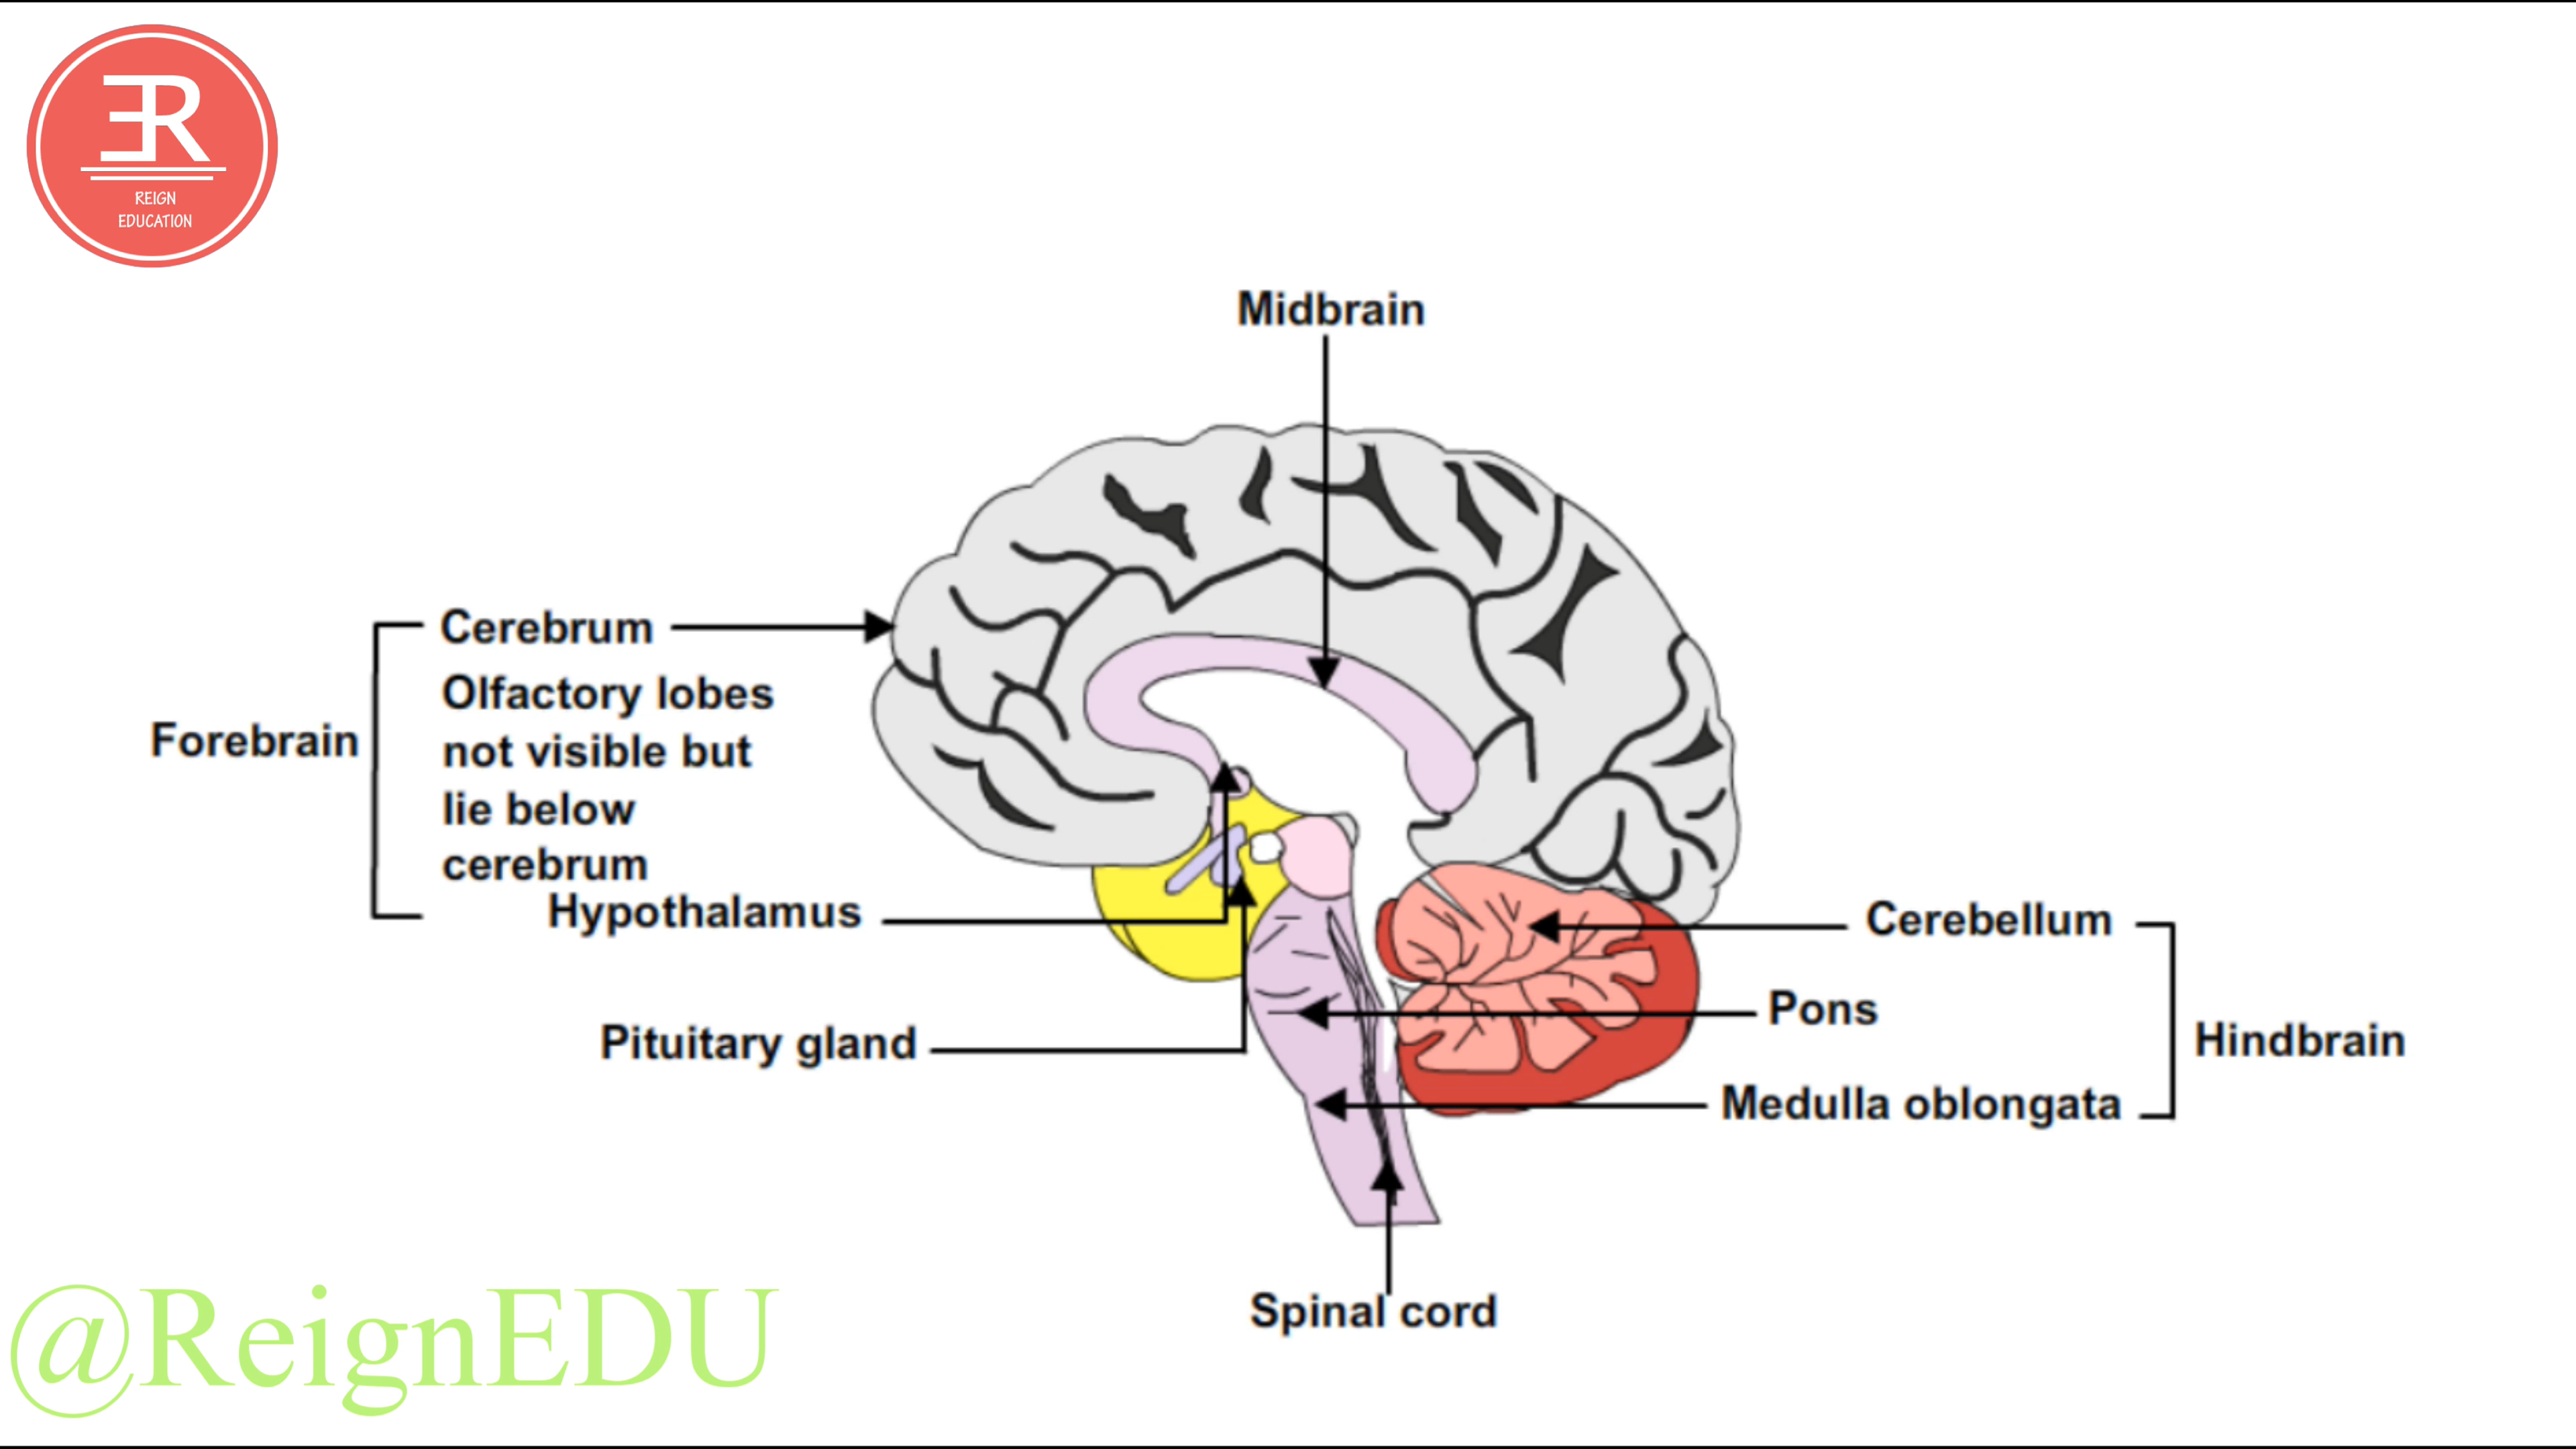 ER
REIGN
EDUCATION
Midbrain
Cerebrum
Olfactory lobes
not visible but
lie below
cerebrum
Forebrain
Hypothalamus
Pituitary gland
Cerebellum
Pons
Hindbrain
Medulla oblongata
Spinal cord
@ReignEDU